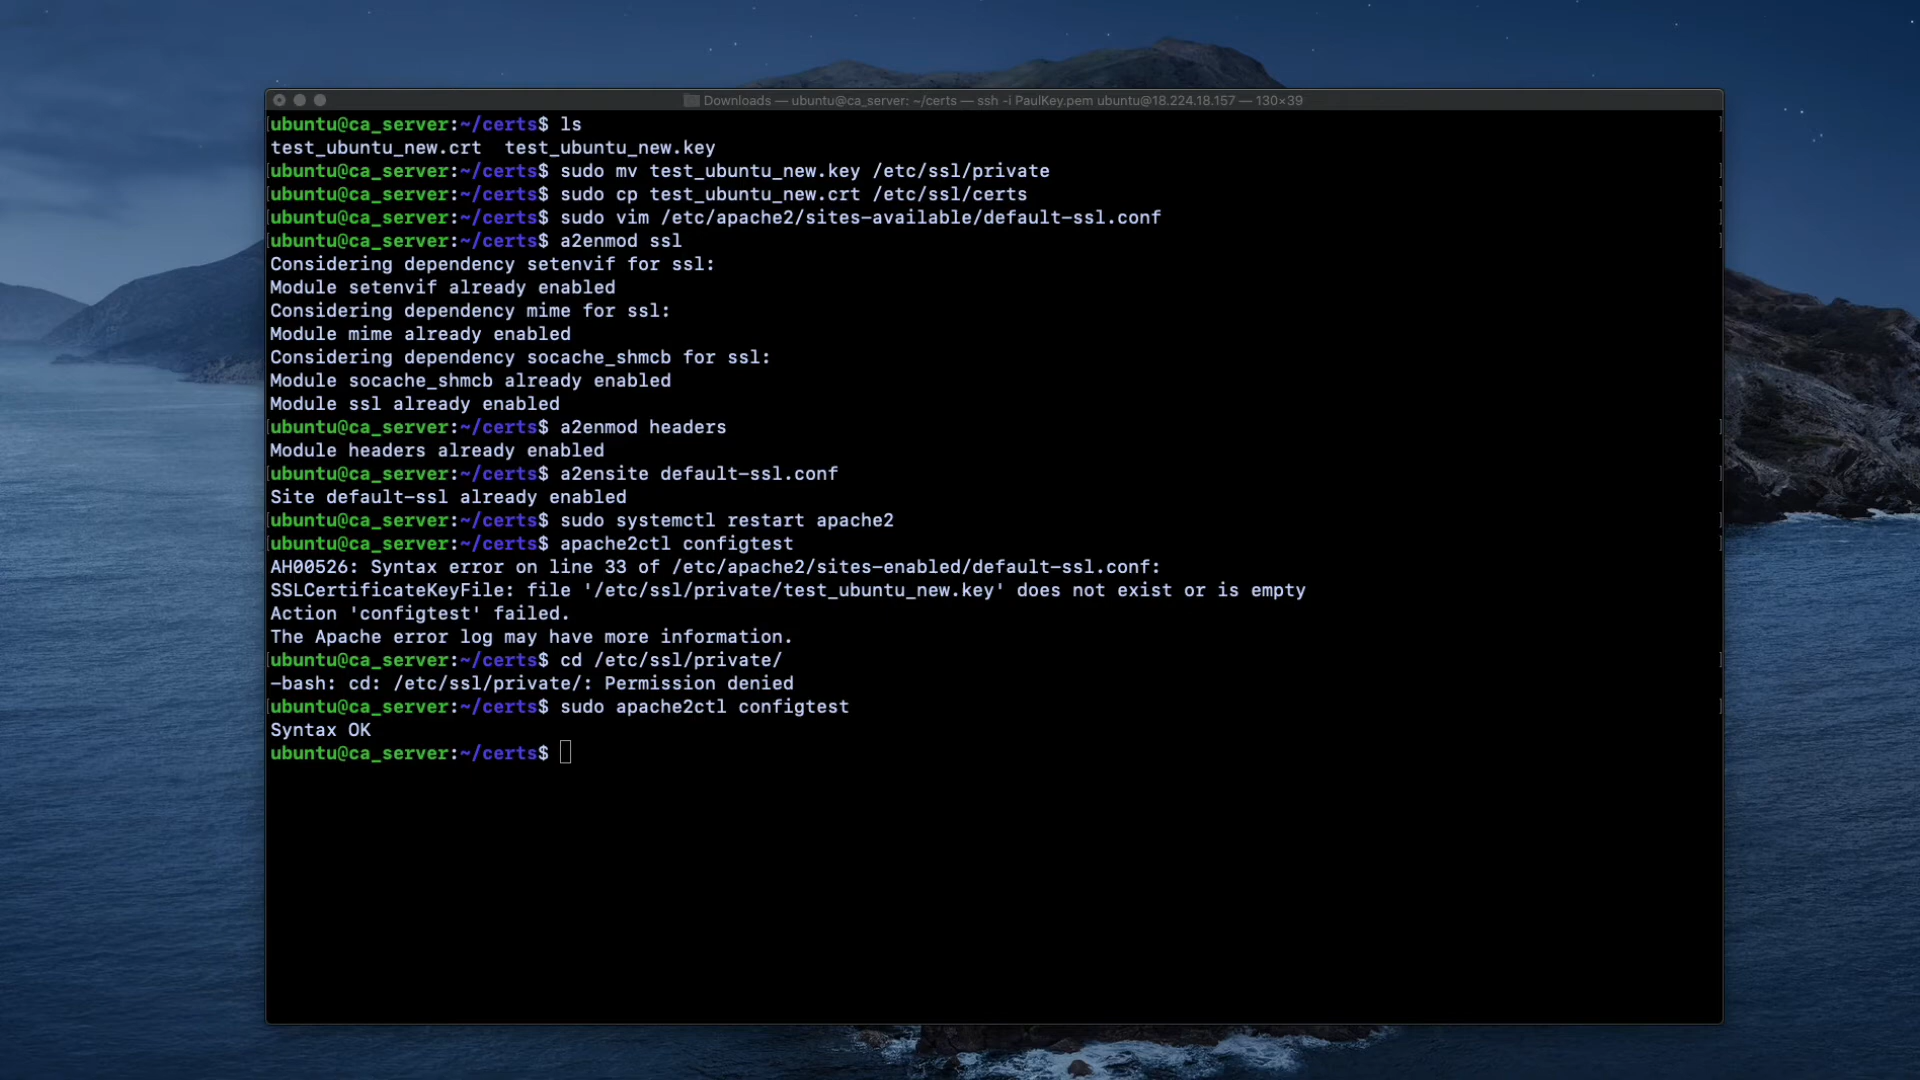 Downloads — ubuntu@ca_server: ~/certs — ssh -i PaulKey.pem ubuntu@18.224.18.157 — 130×39
ubuntu@ca_server:~/certs$ ls
test_ubuntu_new.crt  test_ubuntu_new.key
ubuntu@ca_server:~/certs$ sudo mv test_ubuntu_new.key /etc/ssl/private
ubuntu@ca_server:~/certs$ sudo cp test_ubuntu_new.crt /etc/ssl/certs
ubuntu@ca_server:~/certs$ sudo vim /etc/apache2/sites-available/default-ssl.conf
ubuntu@ca_server:~/certs$ a2enmod ssl
Considering dependency setenvif for ssl:
Module setenvif already enabled
Considering dependency mime for ssl:
Module mime already enabled
Considering dependency socache_shmcb for ssl:
Module socache_shmcb already enabled
Module ssl already enabled
ubuntu@ca_server:~/certs$ a2enmod headers
Module headers already enabled
ubuntu@ca_server:~/certs$ a2ensite default-ssl.conf
Site default-ssl already enabled
ubuntu@ca_server:~/certs$ sudo systemctl restart apache2
ubuntu@ca_server:~/certs$ apache2ctl configtest
AH00526: Syntax error on line 33 of /etc/apache2/sites-enabled/default-ssl.conf:
SSLCertificateKeyFile: file '/etc/ssl/private/test_ubuntu_new.key' does not exist or is empty
Action 'configtest' failed.
The Apache error log may have more information.
ubuntu@ca_server:~/certs$ cd /etc/ssl/private/
-bash: cd: /etc/ssl/private/: Permission denied
ubuntu@ca_server:~/certs$ sudo apache2ctl configtest
Syntax OK
ubuntu@ca_server:~/certs$